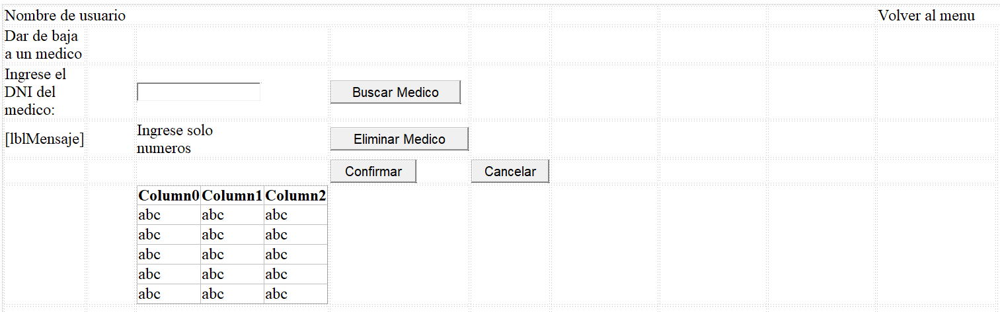 Nombre de usuario
Volver al menu
Dar de baja
a un medico
Ingrese el
DNI del
medico:
Buscar Medico
[lblMensaje]
Ingrese solo
numeros
Eliminar Medico
Confirmar
Cancelar
Column0 Column1 Column2
abc abc abc
abc abc abc
abc abc abc
abc abc abc
abc abc abc